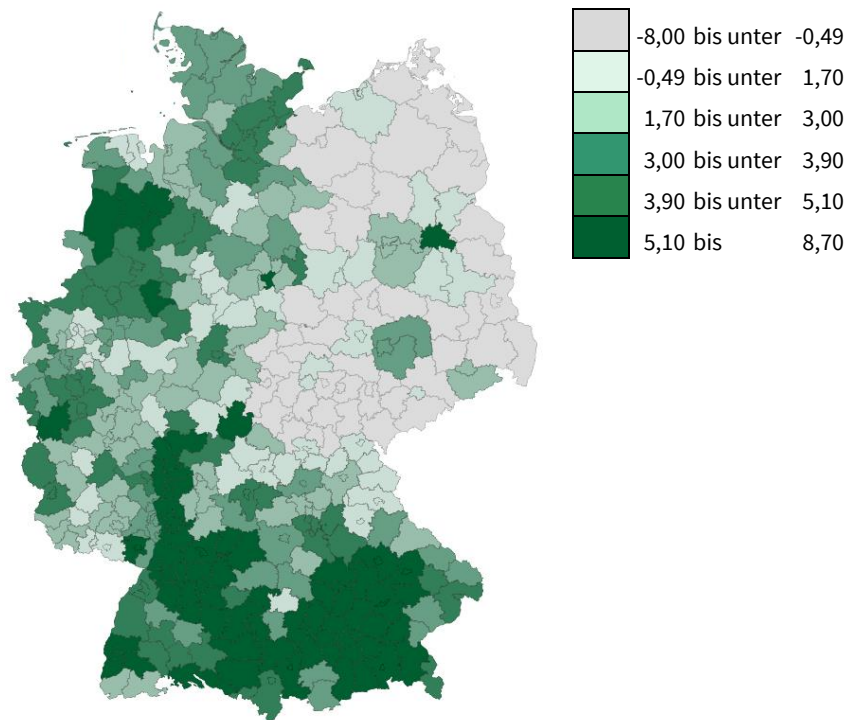 -8,00 bis unter -0,49
-0,49 bis unter 1,70
1,70 bis unter 3,00
3,00 bis unter 3,90
3,90 bis unter 5,10
5,10 bis 8,70